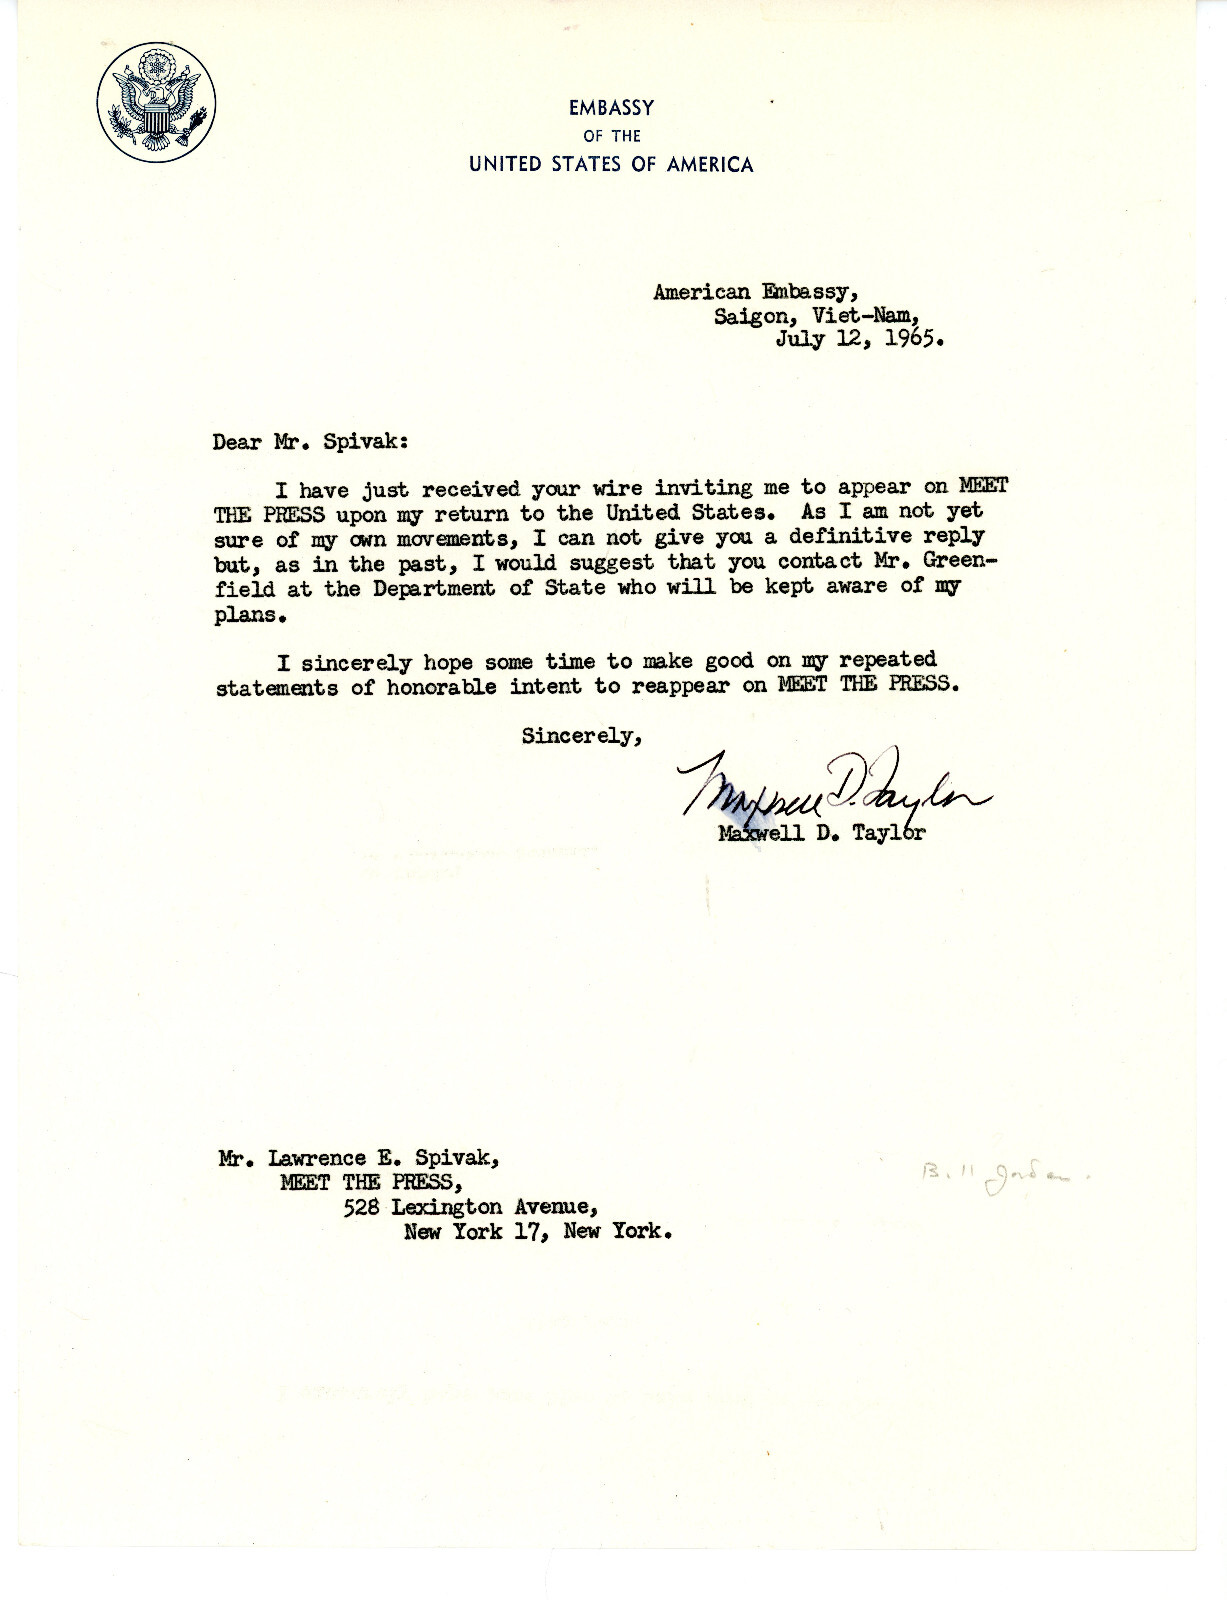 EMBASSY
OF THE
UNITED STATES OF AMERICA
American Embassy,
Saigon, Viet-Nam,
July 12, 1965.
Dear Mr. Spivak:
I have just received your wire inviting me to appear on MEET
THE PRESS upon my return to the United States. As I am not yet
sure of my own movements, I can not give you a definitive reply
but, as in the past, I would suggest that you contact Mr. Green-
field at the Department of State who will be kept aware of my
plans.
I sincerely hope some time to make good on my repeated
statements of honorable intent to reappear on MEET THE PRESS.
Sincerely,
Maxwell D. Taylor
Maxwell D. Taylor
Mr. Lawrence E. Spivak,
MEET THE PRESS,
528 Lexington Avenue,
New York 17, New York.
Bill Jorden.